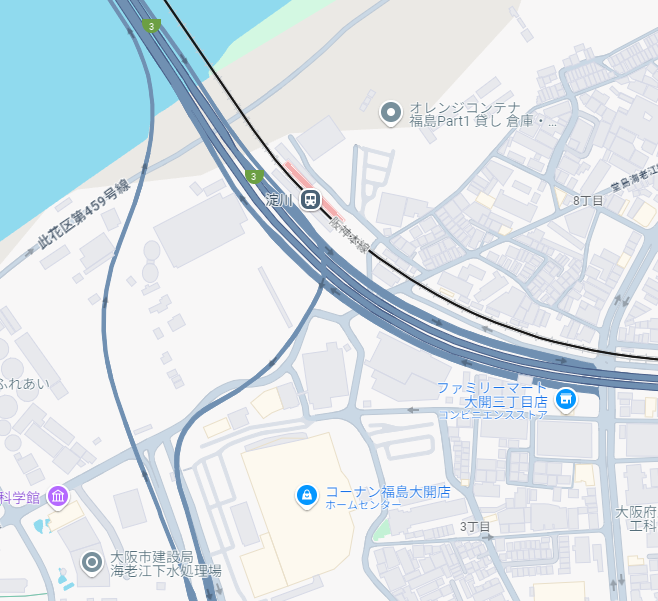 3
オレンジコンテナ
福島Part1 貸し 倉庫・...
3
淀川
8丁目
堂島海老江
此花区第459号線
阪神本線
ふれあい
ファミリーマート
大開三丁目店
コンビニエンスストア
科学館
コーナン福島大開店
ホームセンター
大阪府
工科
3丁目
大阪市建設局
海老江下水処理場